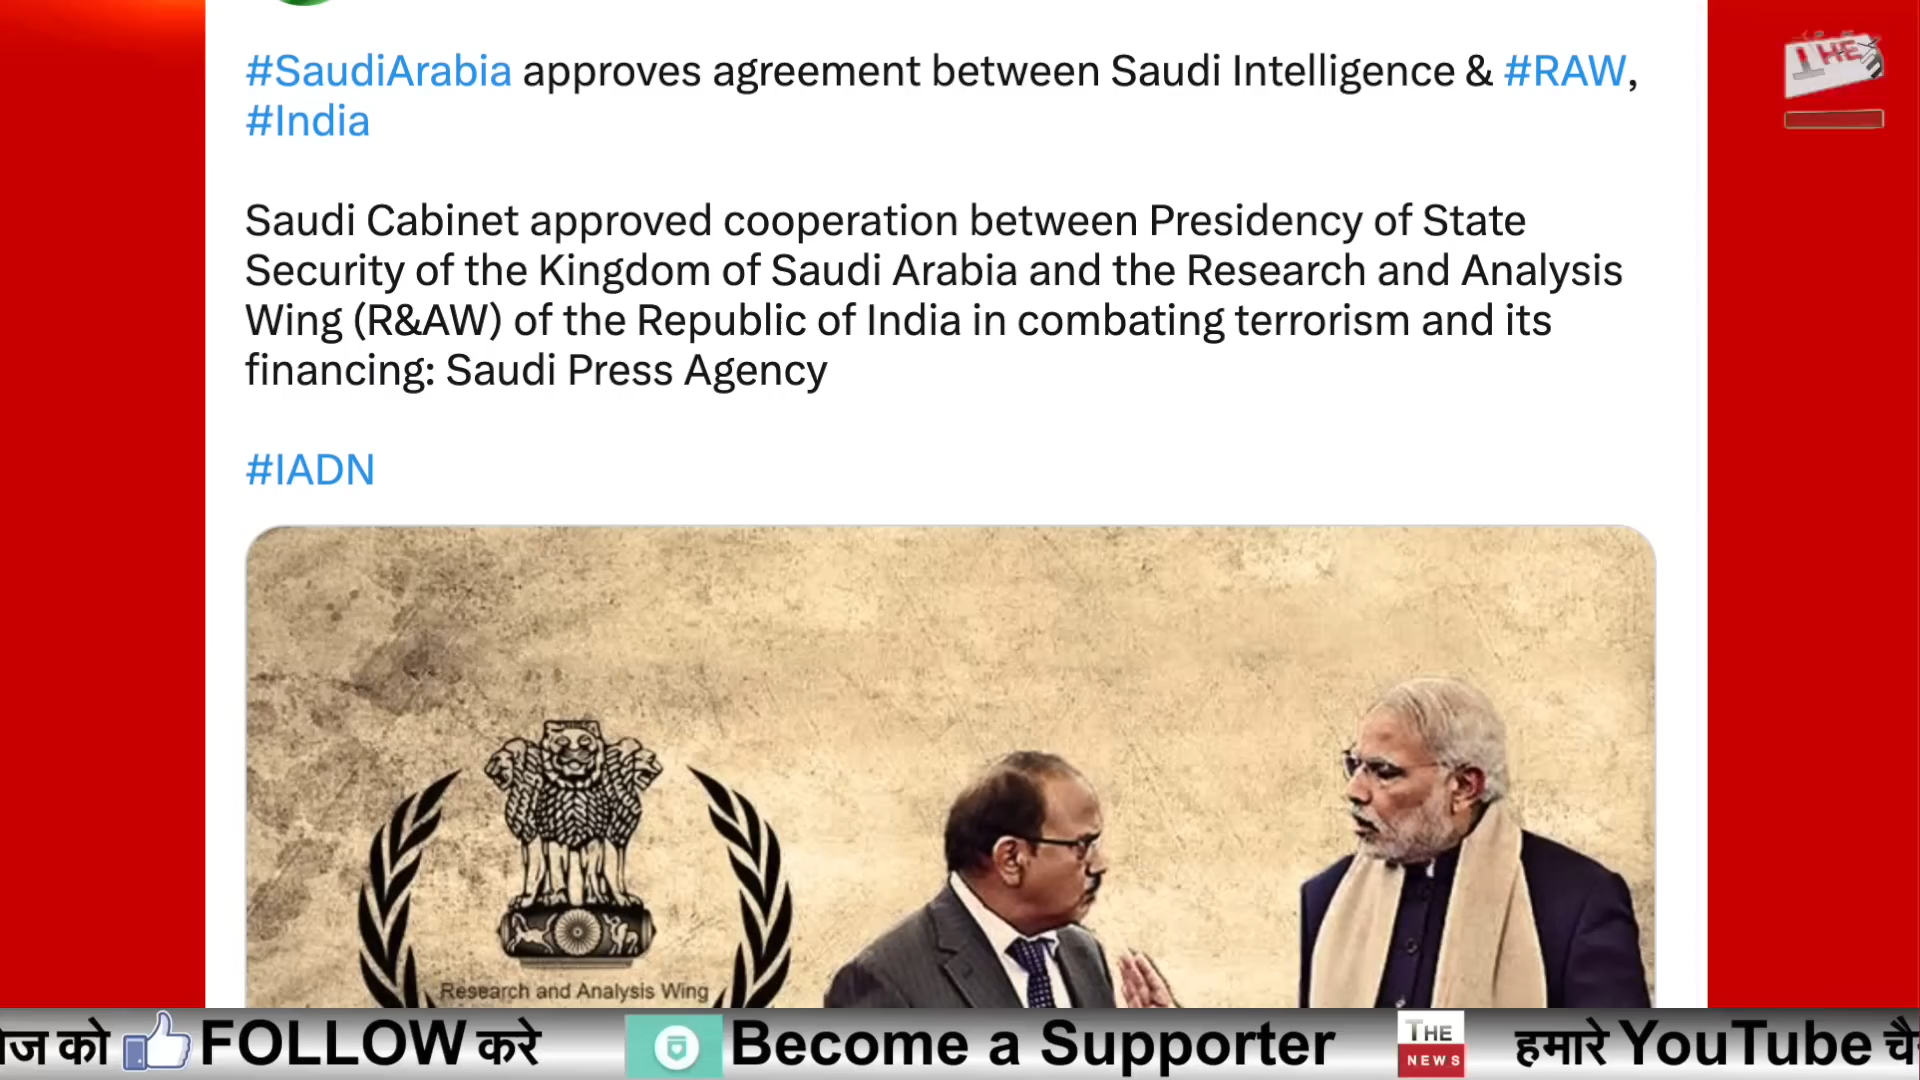 #SaudiArabia approves agreement between Saudi Intelligence & #RAW,
#India
Saudi Cabinet approved cooperation between Presidency of State
Security of the Kingdom of Saudi Arabia and the Research and Analysis
Wing (R&AW) of the Republic of India in combating terrorism and its
financing: Saudi Press Agency
#IADN
Research and Analysis Wing
को FOLLOW करे Become a Supporter THE NEWS हमारे YouTube
THE